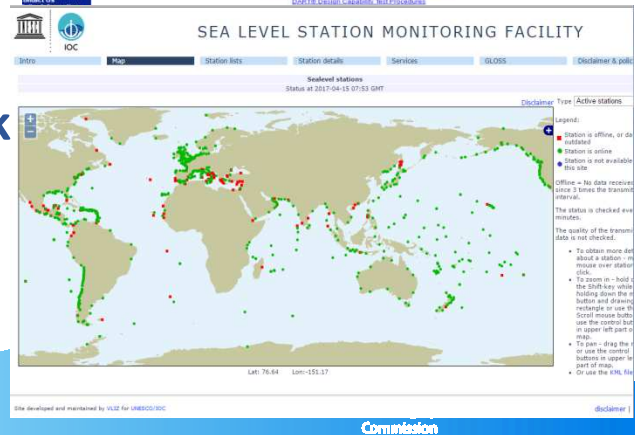 DART® Design Capability Test Procedures
IOC
SEA LEVEL STATION MONITORING FACILITY
Intro Map Station lists Station details Services GLOSS Disclaimer & polic
Sealevel stations
Status at 2017-04-15 07:53 GMT
Disclaimer Type Active stations
Legend:
Station is offline, or da
outdated
Station is online
Station is not available
this site
Offline = No data received
since 3 times the transmit
interval.
The status is checked eve
minutes.
The quality of the transmi
data is not checked.
To obtain more det
about a station - m
mouse over station
click.
To zoom in - hold d
the Shift-key while
holding down the m
button and drawing
rectangle or use th
Scroll mouse butto
use the control but
in upper left part o
map.
To pan - drag the m
or use the control
buttons in upper le
part of map.
Or use the KML file
Lat: 76.64 Lon:-151.17
Site developed and maintained by VLIZ for UNESCO/IOC
disclaimer |
Commission